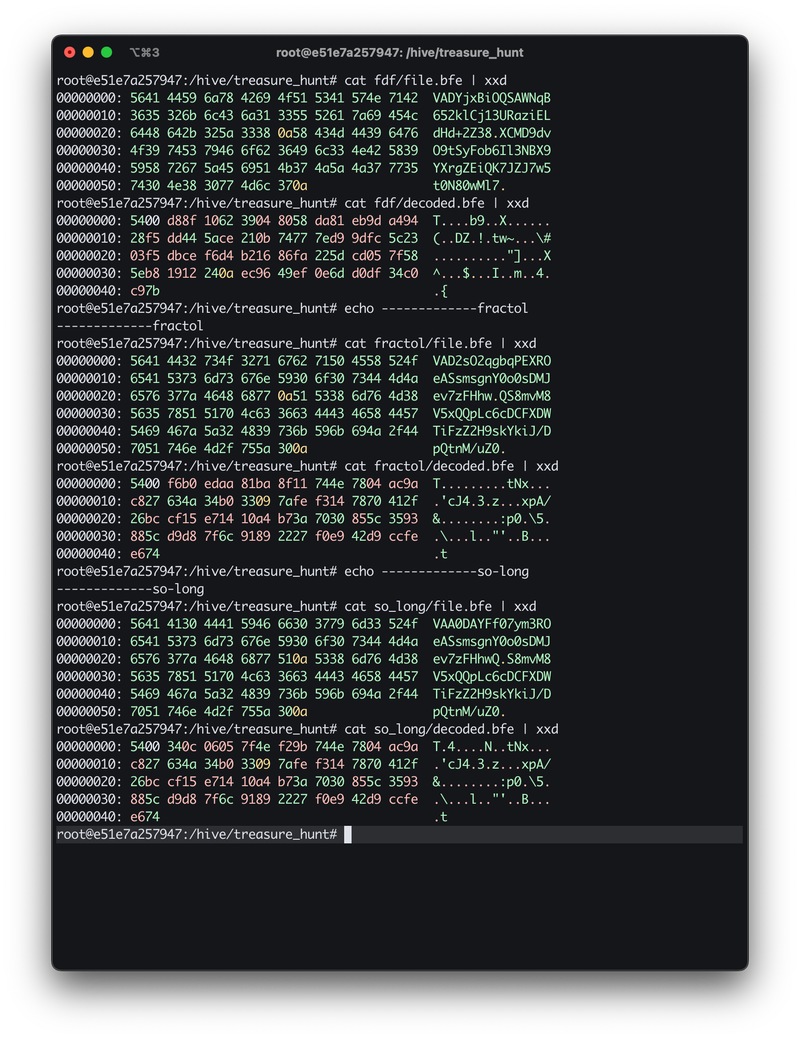 ⌥⌘3 root@e51e7a257947: /hive/treasure_hunt
root@e51e7a257947:/hive/treasure_hunt# cat fdf/file.bfe | xxd
00000000: 5641 4459 6a78 4269 4f51 5341 574e 7142 VADYjxBiOQSAWNqB
00000010: 3635 326b 6c43 6a31 3355 5261 7a69 454c 652klCj13URaziEL
00000020: 6448 642b 325a 3338 0a58 434d 4439 6476 dHd+2Z38.XCMD9dv
00000030: 4f39 7453 7946 6f62 3649 6c33 4e42 5839 O9tSyFob6Il3NBX9
00000040: 5958 7267 5a45 6951 4b37 4a5a 4a37 7735 YXrgZEiQK7JZJ7w5
00000050: 7430 4e38 3077 4d6c 370a t0N80wMl7.
root@e51e7a257947:/hive/treasure_hunt# cat fdf/decoded.bfe | xxd
00000000: 5400 d88f 1062 3904 8058 da81 eb9d a494 T....b9..X......
00000010: 28f5 dd44 5ace 210b 7477 7ed9 9dfc 5c23 (..DZ.!.tw~...\#
00000020: 03f5 dbce f6d4 b216 86fa 225d cd05 7f58 .........."]...X
00000030: 5eb8 1912 240a ec96 49ef 0e6d d0df 34c0 ^...$...I..m..4.
00000040: c97b .{
root@e51e7a257947:/hive/treasure_hunt# echo -------------fractol
-------------fractol
root@e51e7a257947:/hive/treasure_hunt# cat fractol/file.bfe | xxd
00000000: 5641 4432 734f 3271 6762 7150 4558 524f VAD2sO2qgbqPEXRO
00000010: 6541 5373 6d73 676e 5930 6f30 7344 4d4a eASsmsgnY0o0sDMJ
00000020: 6576 377a 4648 6877 0a51 5338 6d76 4d38 ev7zFHhw.QS8mvM8
00000030: 5635 7851 5170 4c63 3663 4443 4658 4457 V5xQQpLc6cDCFXDW
00000040: 5469 467a 5a32 4839 736b 596b 694a 2f44 TiFzZ2H9skYkiJ/D
00000050: 7051 746e 4d2f 755a 300a pQtnM/uZ0.
root@e51e7a257947:/hive/treasure_hunt# cat fractol/decoded.bfe | xxd
00000000: 5400 f6b0 edaa 81ba 8f11 744e 7804 ac9a T.........tNx...
00000010: c827 634a 34b0 3309 7afe f314 7870 412f .'cJ4.3.z...xpA/
00000020: 26bc cf15 e714 10a4 b73a 7030 855c 3593 &........:p0.\5.
00000030: 885c d9d8 7f6c 9189 2227 f0e9 42d9 ccfe .\...l.."'..B...
00000040: e674 .t
root@e51e7a257947:/hive/treasure_hunt# echo -------------so-long
-------------so-long
root@e51e7a257947:/hive/treasure_hunt# cat so_long/file.bfe | xxd
00000000: 5641 4130 4441 5946 6630 3779 6d33 524f VAA0DAYFf07ym3RO
00000010: 6541 5373 6d73 676e 5930 6f30 7344 4d4a eASsmsgnY0o0sDMJ
00000020: 6576 377a 4648 6877 510a 5338 6d76 4d38 ev7zFHhwQ.S8mvM8
00000030: 5635 7851 5170 4c63 3663 4443 4658 4457 V5xQQpLc6cDCFXDW
00000040: 5469 467a 5a32 4839 736b 596b 694a 2f44 TiFzZ2H9skYkiJ/D
00000050: 7051 746e 4d2f 755a 300a pQtnM/uZ0.
root@e51e7a257947:/hive/treasure_hunt# cat so_long/decoded.bfe | xxd
00000000: 5400 340c 0605 7f4e f29b 744e 7804 ac9a T.4....N..tNx...
00000010: c827 634a 34b0 3309 7afe f314 7870 412f .'cJ4.3.z...xpA/
00000020: 26bc cf15 e714 10a4 b73a 7030 855c 3593 &........:p0.\5.
00000030: 885c d9d8 7f6c 9189 2227 f0e9 42d9 ccfe .\...l.."'..B...
00000040: e674 .t
root@e51e7a257947:/hive/treasure_hunt#